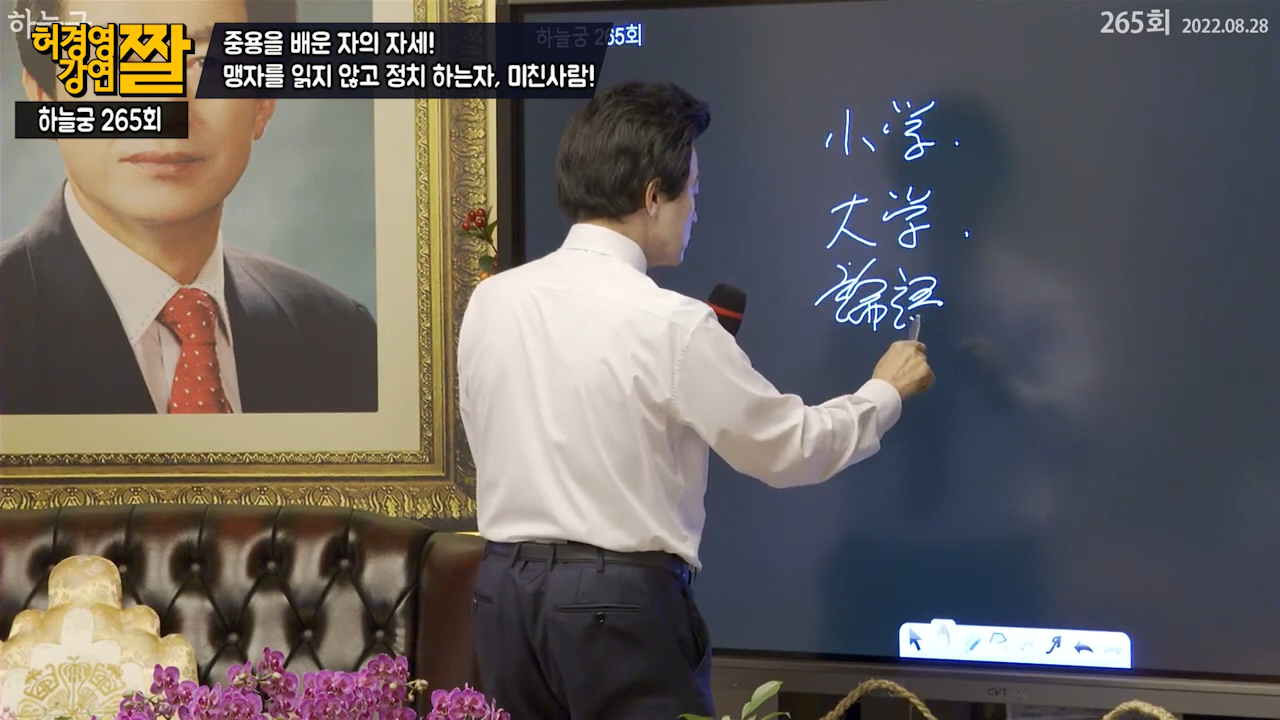 하늘궁
265회 2022.08.28
허경영
강연 짤
중용을 배운 자의 자세!
맹자를 읽지 않고 정치 하는자, 미친사람!
하늘궁 265회
하늘궁 265회
小学.
大学.
論語